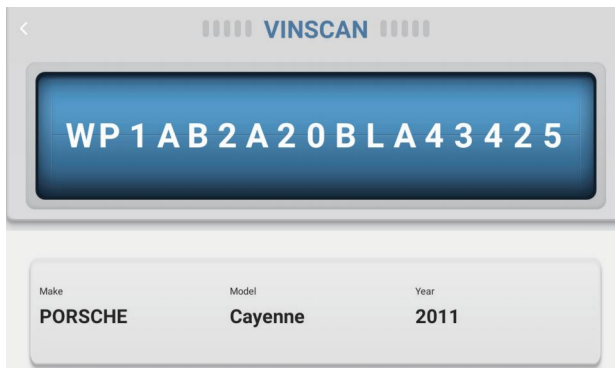 VINSCAN
WP1AB2A20BLA43425
Make Model Year
PORSCHE Cayenne 2011